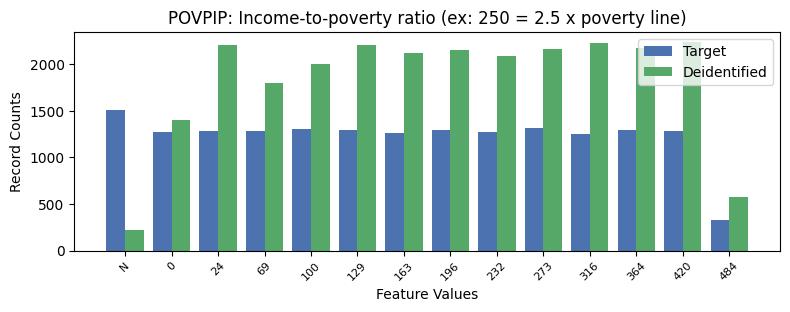 POVPIP: Income-to-poverty ratio (ex: 250 = 2.5 x poverty line)
Target
Deidentified
Record Counts
2000
1500
1000
500
0
N 0 24 69 100 129 163 196 232 273 316 364 420 484
Feature Values